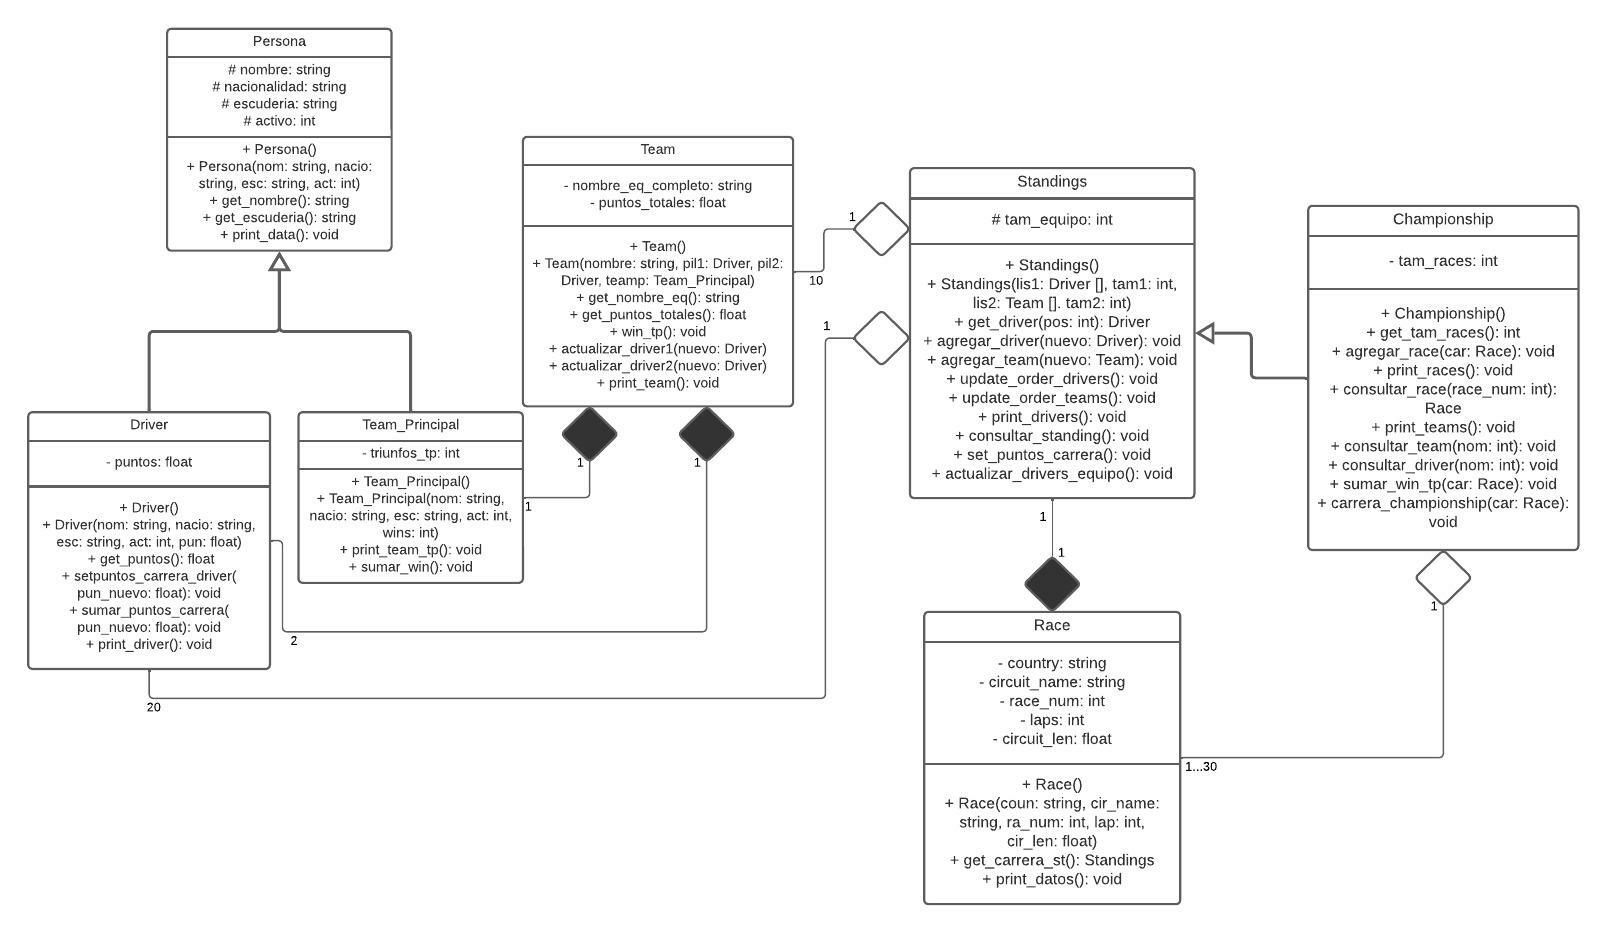 Persona
# nombre: string
# nacionalidad: string
# escuderia: string
# activo: int
+ Persona()
+ Persona(nom: string, nacio:
string, esc: string, act: int)
+ get_nombre(): string
+ get_escuderia(): string
+ print_data(): void
Team
- nombre_eq_completo: string
- puntos_totales: float
+ Team()
+ Team(nombre: string, pil1: Driver, pil2:
Driver, teamp: Team_Principal)
+ get_nombre_eq(): string
+ get_puntos_totales(): float
+ win_tp(): void
+ actualizar_driver1(nuevo: Driver)
+ actualizar_driver2(nuevo: Driver)
+ print_team(): void
1
10
1
Standings
# tam_equipo: int
+ Standings()
+ Standings(lis1: Driver [], tam1: int,
lis2: Team []. tam2: int)
+ get_driver(pos: int): Driver
+ agregar_driver(nuevo: Driver): void
+ agregar_team(nuevo: Team): void
+ update_order_drivers(): void
+ update_order_teams(): void
+ print_drivers(): void
+ consultar_standing(): void
+ set_puntos_carrera(): void
+ actualizar_drivers_equipo(): void
Championship
- tam_races: int
+ Championship()
+ get_tam_races(): int
+ agregar_race(car: Race): void
+ print_races(): void
+ consultar_race(race_num: int):
Race
+ print_teams(): void
+ consultar_team(nom: int): void
+ consultar_driver(nom: int): void
+ sumar_win_tp(car: Race): void
+ carrera_championship(car: Race):
void
Driver
- puntos: float
+ Driver()
+ Driver(nom: string, nacio: string,
esc: string, act: int, pun: float)
+ get_puntos(): float
+ setpuntos_carrera_driver(
pun_nuevo: float): void
+ sumar_puntos_carrera(
pun_nuevo: float): void
+ print_driver(): void
Team_Principal
- triunfos_tp: int
+ Team_Principal()
+ Team_Principal(nom: string,
nacio: string, esc: string, act: int,
wins: int)
+ print_team_tp(): void
+ sumar_win(): void
1
1
1
2
20
1
1
1
Race
- country: string
- circuit_name: string
- race_num: int
- laps: int
- circuit_len: float
+ Race()
+ Race(coun: string, cir_name:
string, ra_num: int, lap: int,
cir_len: float)
+ get_carrera_st(): Standings
+ print_datos(): void
1...30